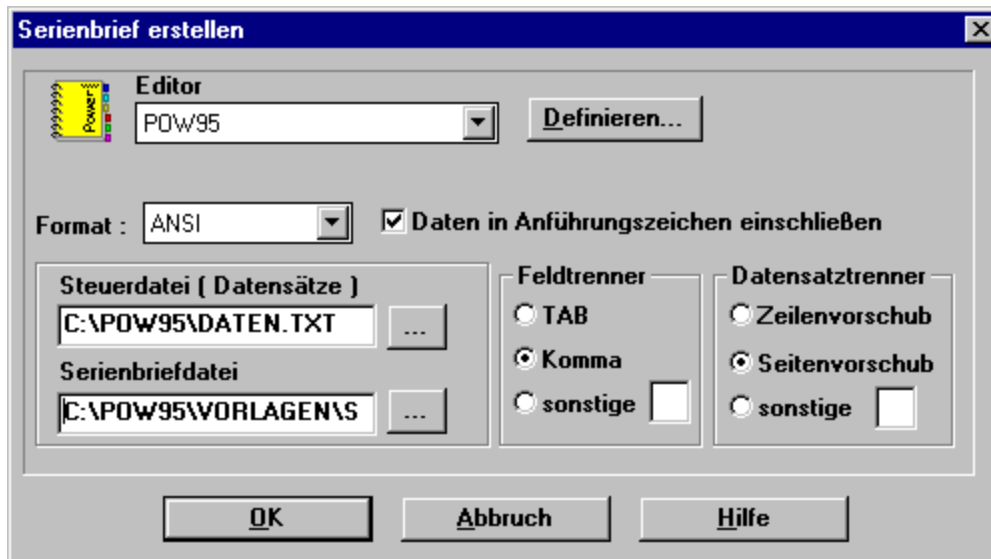 Serienbrief erstellen
Power
Editor
POW95
Definieren...
Format :
ANSI
Daten in Anführungszeichen einschließen
Steuerdatei ( Datensätze )
C:\POW95\DATEN.TXT
...
Serienbriefdatei
C:\POW95\VORLAGEN\S
...
Feldtrenner
TAB
Komma
sonstige
Datensatztrenner
Zeilenvorschub
Seitenvorschub
sonstige
OK
Abbruch
Hilfe